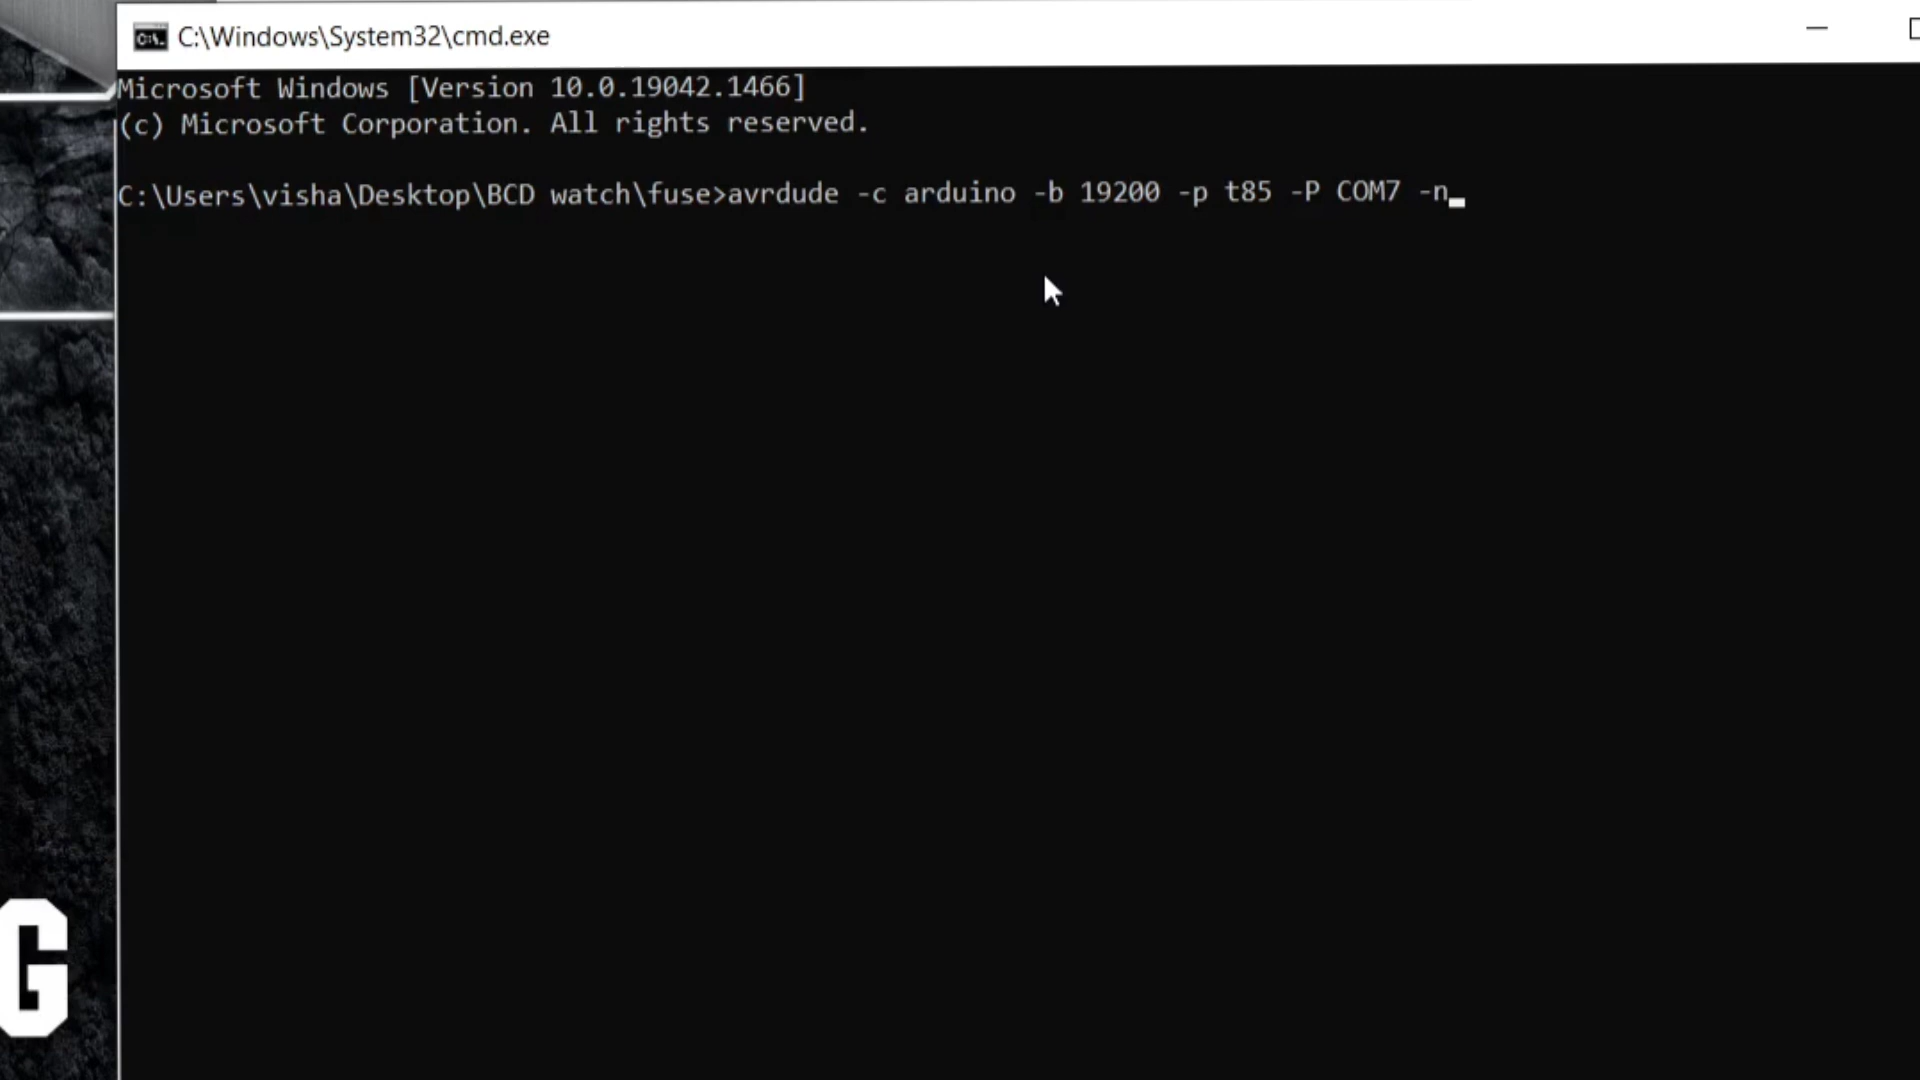 C:\Windows\System32\cmd.exe
Microsoft Windows [Version 10.0.19042.1466]
(c) Microsoft Corporation. All rights reserved.
C:\Users\visha\Desktop\BCD watch\fuse>avrdude -c arduino -b 19200 -p t85 -P COM7 -n
G